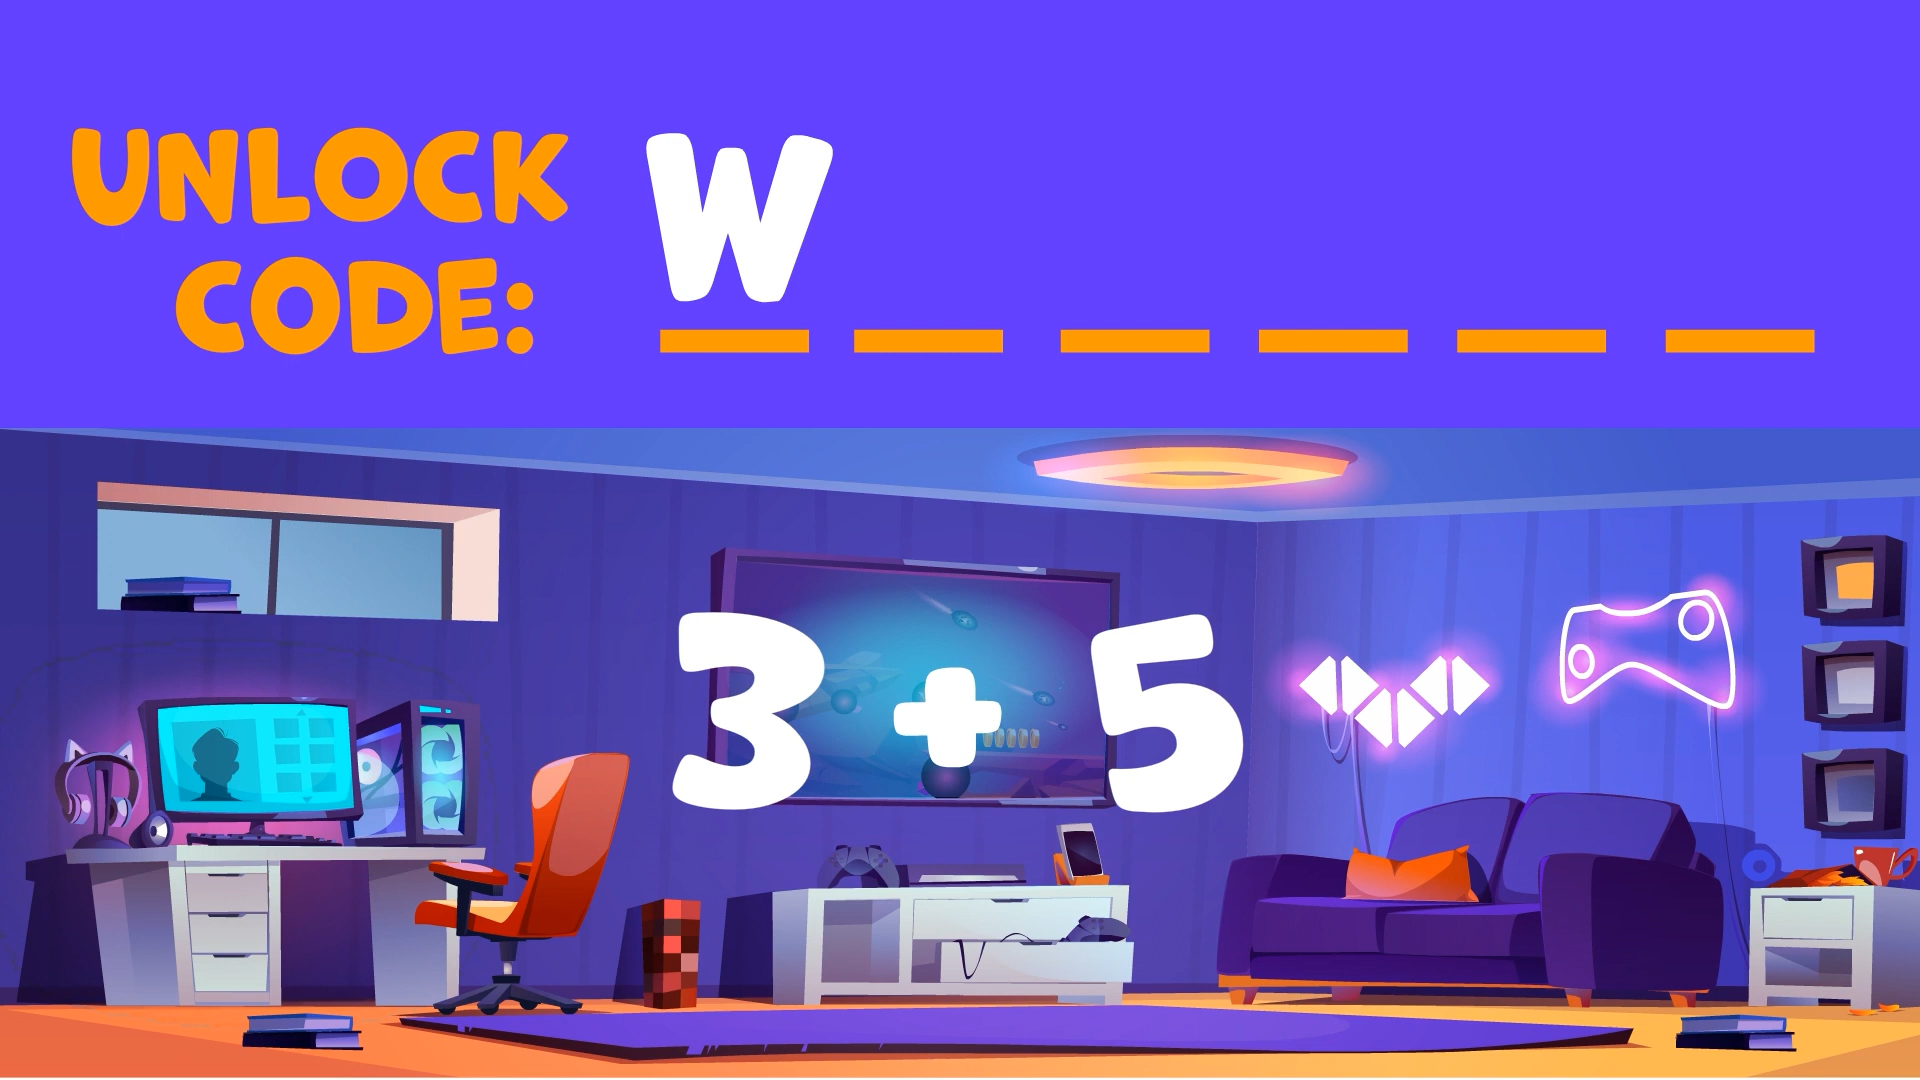 UNLOCK
CODE:
W
_ _ _ _ _ _
3 + 5